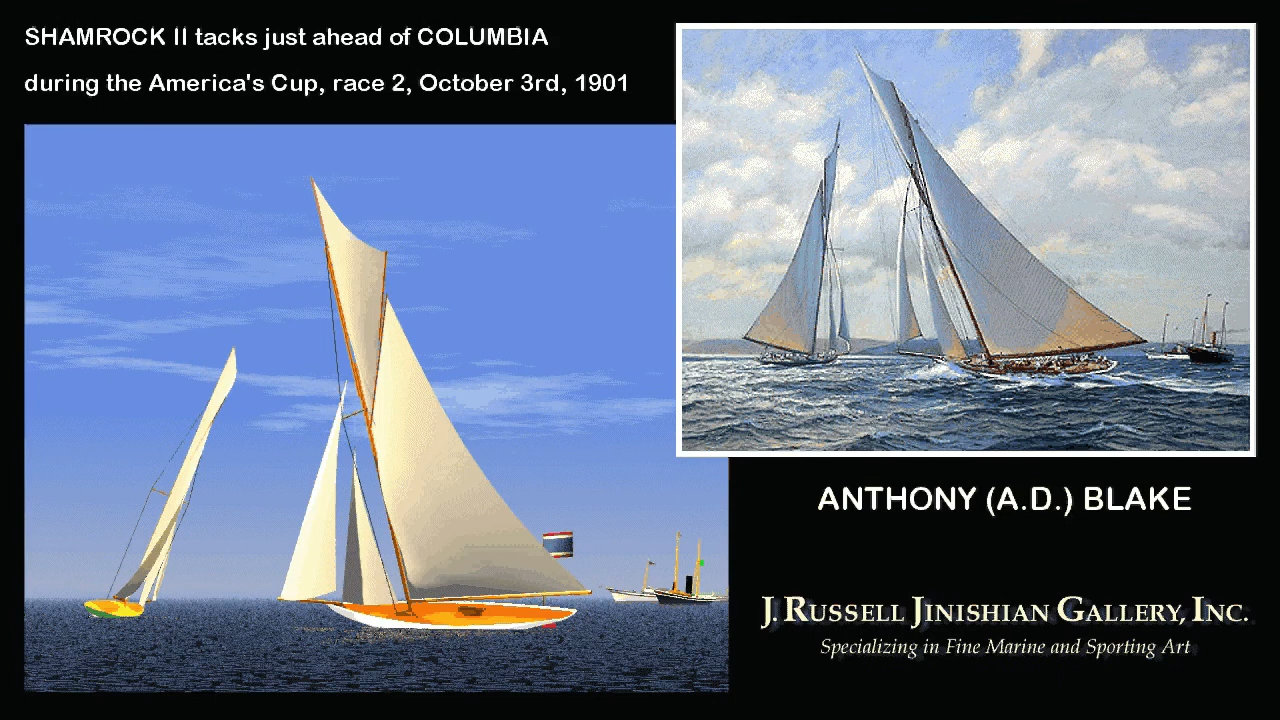 SHAMROCK II tacks just ahead of COLUMBIA
during the America's Cup, race 2, October 3rd, 1901
ANTHONY (A.D.) BLAKE
J. RUSSELL JINISHIAN GALLERY, INC.
Specializing in Fine Marine and Sporting Art